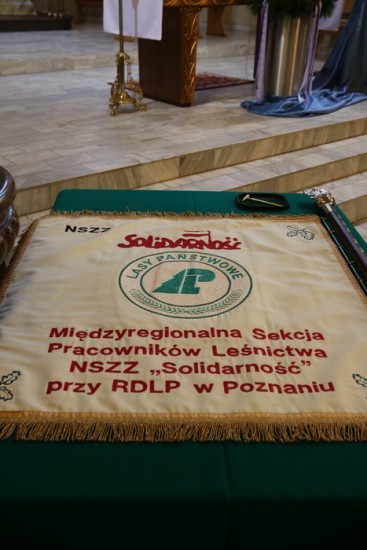 NSZZ
SOLIDARNOŚĆ
LASY PAŃSTWOWE
Międzyregionalna Sekcja
Pracowników Leśnictwa
NSZZ „Solidarność”
przy RDLP w Poznaniu